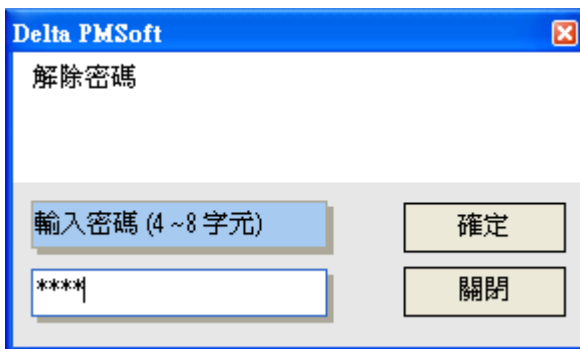 Delta PMSoft
解除密碼
輸入密碼 (4 ~8 字元)
確定
****
關閉